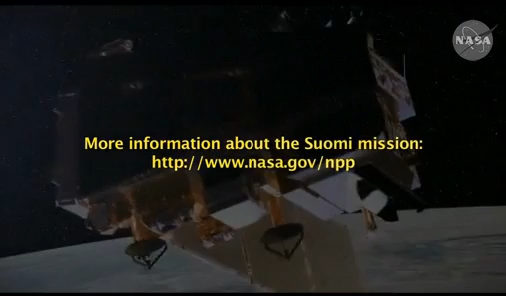 NASA
More information about the Suomi mission:
http://www.nasa.gov/npp